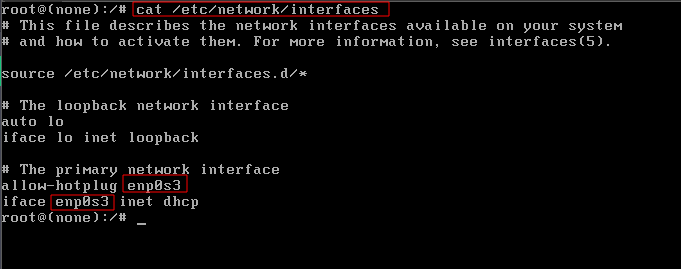 root@(none):/# cat /etc/network/interfaces
# This file describes the network interfaces available on your system
# and how to activate them. For more information, see interfaces(5).
source /etc/network/interfaces.d/*
# The loopback network interface
auto lo
iface lo inet loopback
# The primary network interface
allow-hotplug enp0s3
iface enp0s3 inet dhcp
root@(none):/# _